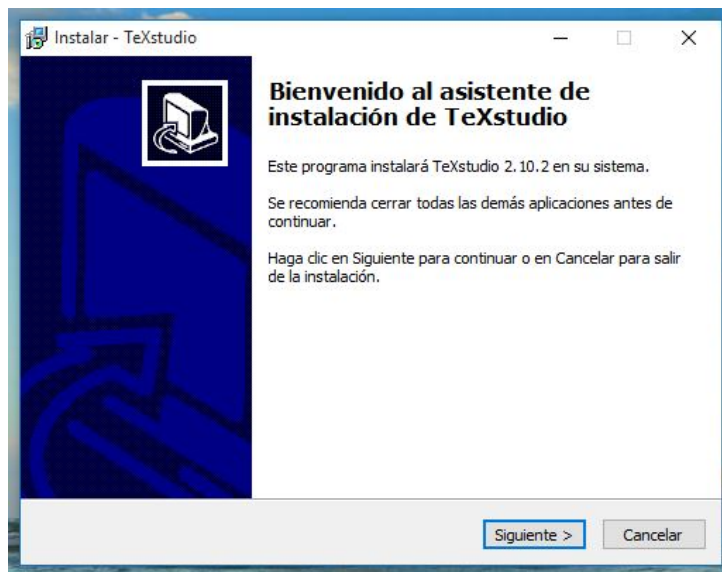 Instalar - TeXstudio
Bienvenido al asistente de
instalación de TeXstudio
Este programa instalará TeXstudio 2.10.2 en su sistema.
Se recomienda cerrar todas las demás aplicaciones antes de
continuar.
Haga clic en Siguiente para continuar o en Cancelar para salir
de la instalación.
Siguiente >
Cancelar